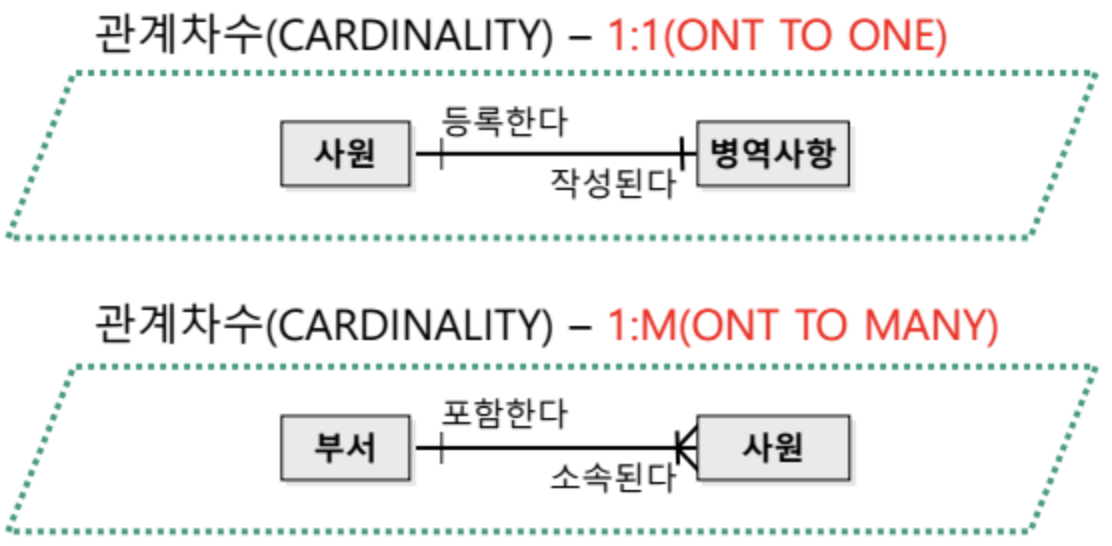 관계차수(CARDINALITY) – 1:1(ONT TO ONE)
등록한다
사원
병역사항
작성된다
관계차수(CARDINALITY) – 1:M(ONT TO MANY)
포함한다
부서
사원
소속된다